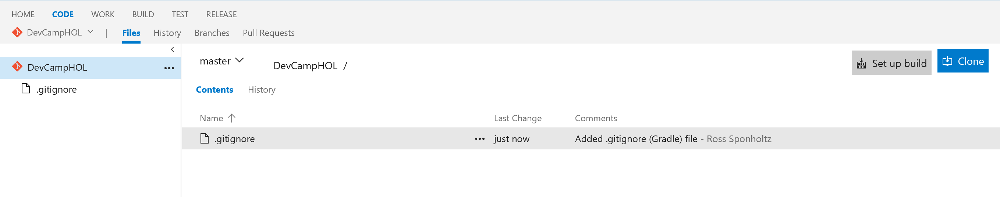 HOME CODE WORK BUILD TEST RELEASE
DevCampHOL | Files History Branches Pull Requests
DevCampHOL
.gitignore
master DevCampHOL / Set up build Clone
Contents History
Name Last Change Comments
.gitignore just now Added .gitignore (Gradle) file - Ross Sponholtz